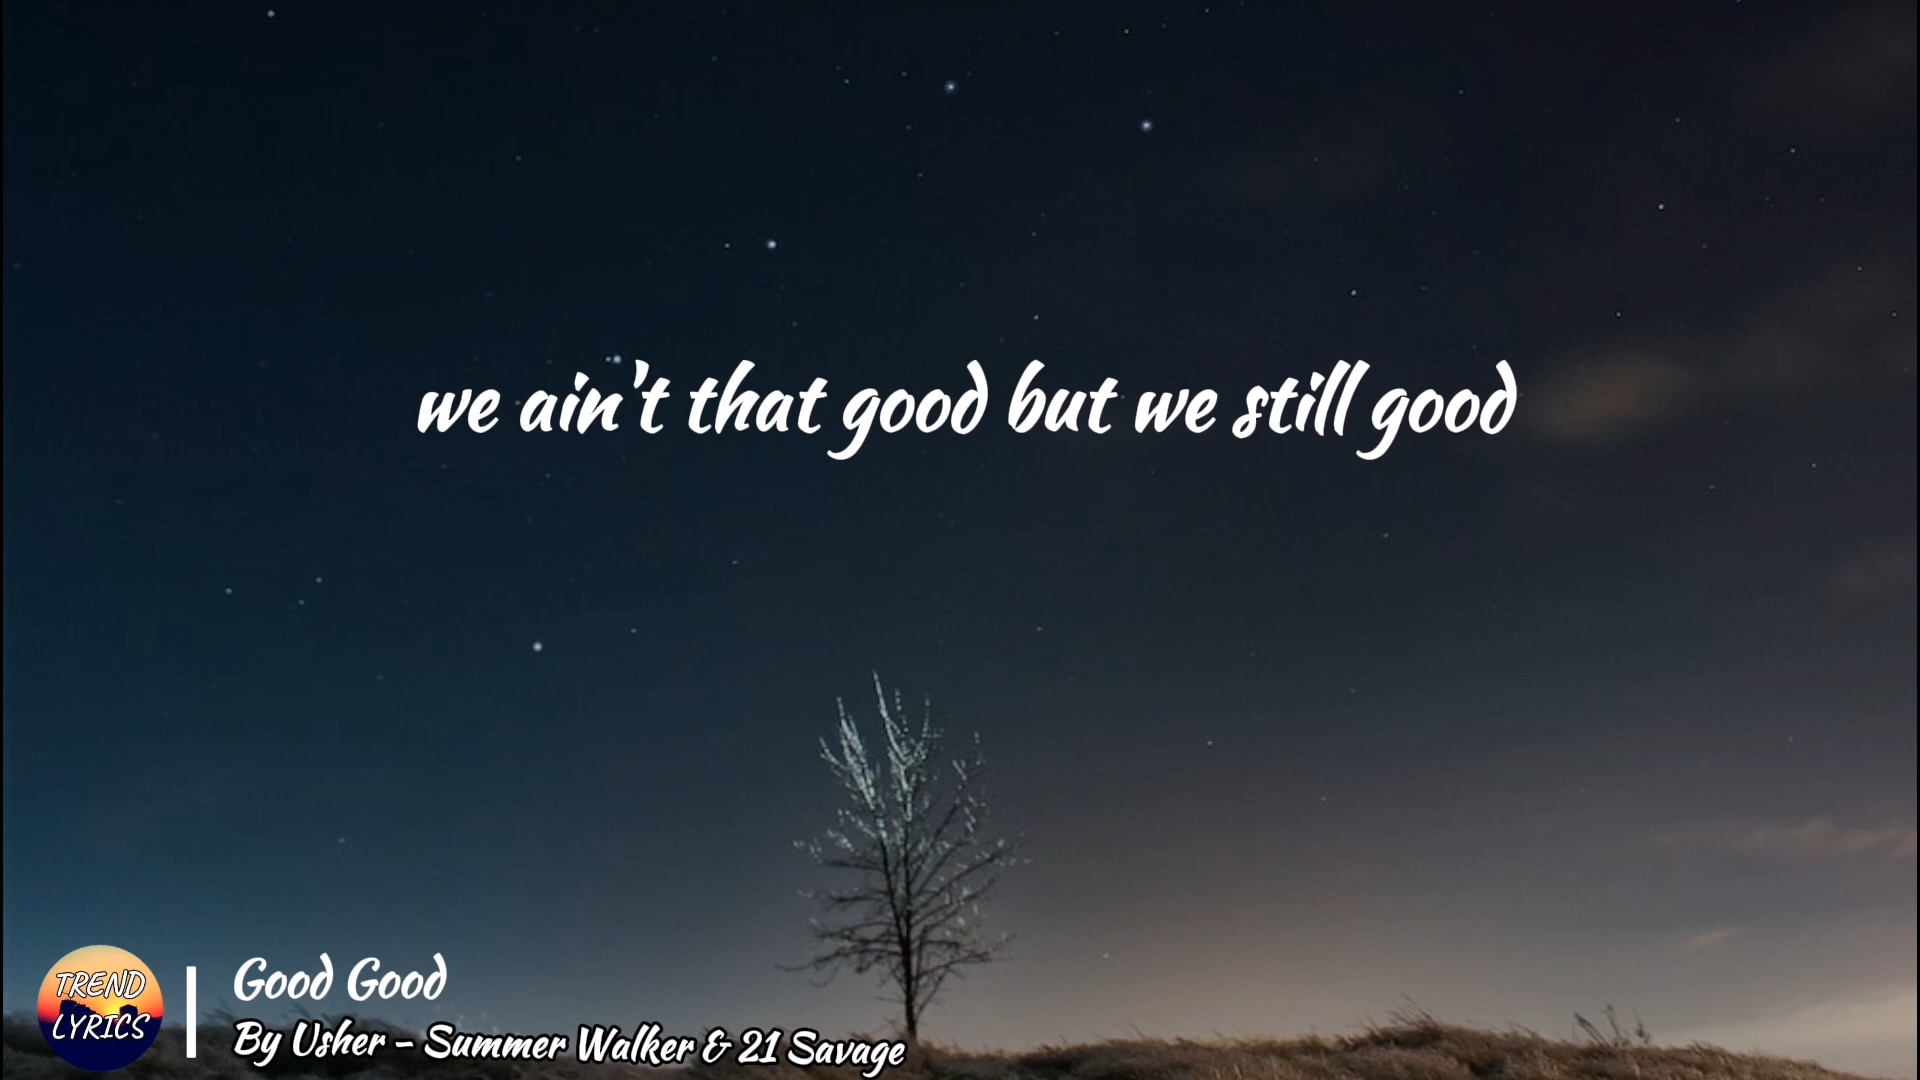 we ain't that good but we still good
Good Good
By Usher - Summer Walker & 21 Savage
TREND
LYRICS